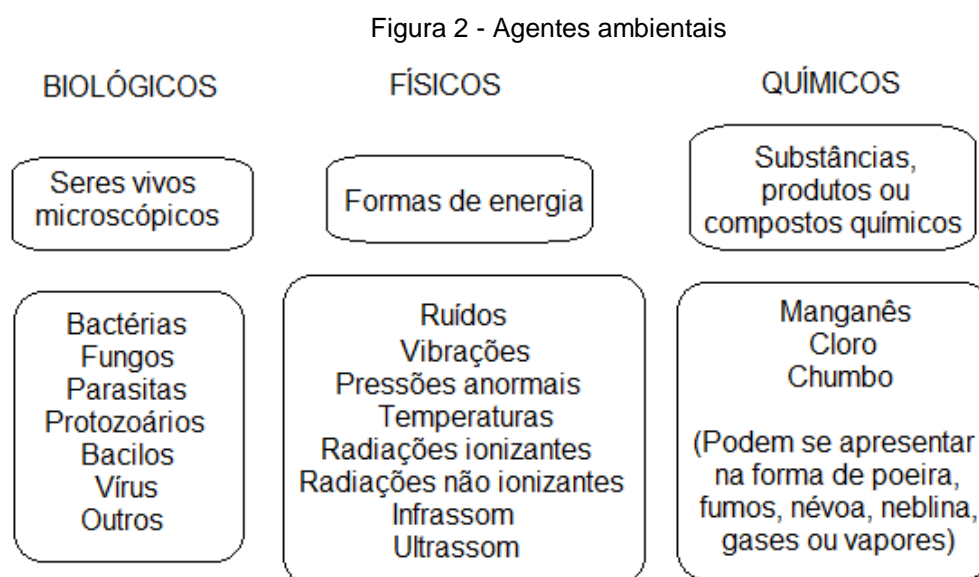 Figura 2 - Agentes ambientais
BIOLÓGICOS
Seres vivos
microscópicos
Bactérias
Fungos
Parasitas
Protozoários
Bacilos
Vírus
Outros
FÍSICOS
Formas de energia
Ruídos
Vibrações
Pressões anormais
Temperaturas
Radiações ionizantes
Radiações não ionizantes
Infrassom
Ultrassom
QUÍMICOS
Substâncias,
produtos ou
compostos químicos
Manganês
Cloro
Chumbo
(Podem se apresentar
na forma de poeira,
fumos, névoa, neblina,
gases ou vapores)